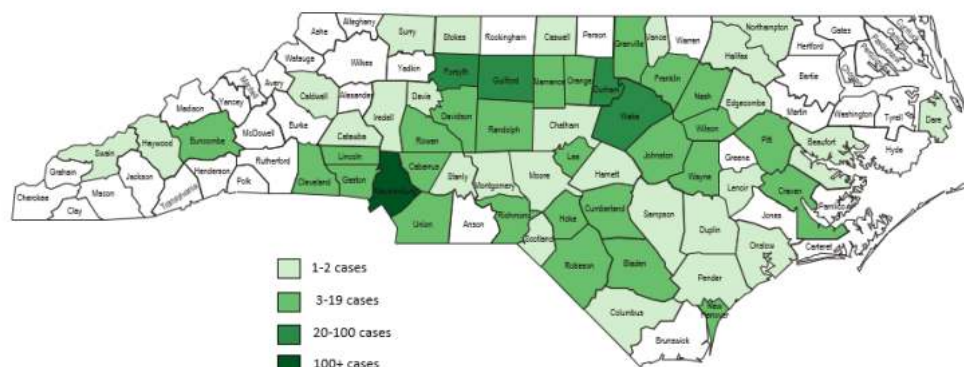 Alleghany
Ashe
Surry
Stokes
Rockingham
Caswell
Person
Granville
Vance
Warren
Northampton
Gates
Hertford
Halifax
Watauga
Wilkes
Yadkin
Forsyth
Guilford
Alamance
Orange
Durham
Franklin
Nash
Bertie
Avery
Caldwell
Alexander
Davie
Iredell
Madison
Yancey
Burke
McDowell
Catawba
Rowan
Davidson
Randolph
Chatham
Wake
Edgecombe
Martin
Washington
Tyrell
Dare
Haywood
Buncombe
Swain
Rutherford
Lincoln
Cabarrus
Lee
Johnston
Wilson
Pitt
Beaufort
Hyde
Graham
Jackson
Henderson
Polk
Cleveland
Gaston
Stanly
Montgomery
Moore
Harnett
Wayne
Greene
Lenoir
Craven
Pamlico
Cherokee
Macon
Clay
Transylvania
Union
Anson
Richmond
Scotland
Hoke
Cumberland
Sampson
Duplin
Jones
Onslow
Carteret
Robeson
Bladen
Pender
Columbus
New
Hanover
Brunswick
1-2 cases
3-19 cases
20-100 cases
100+ cases